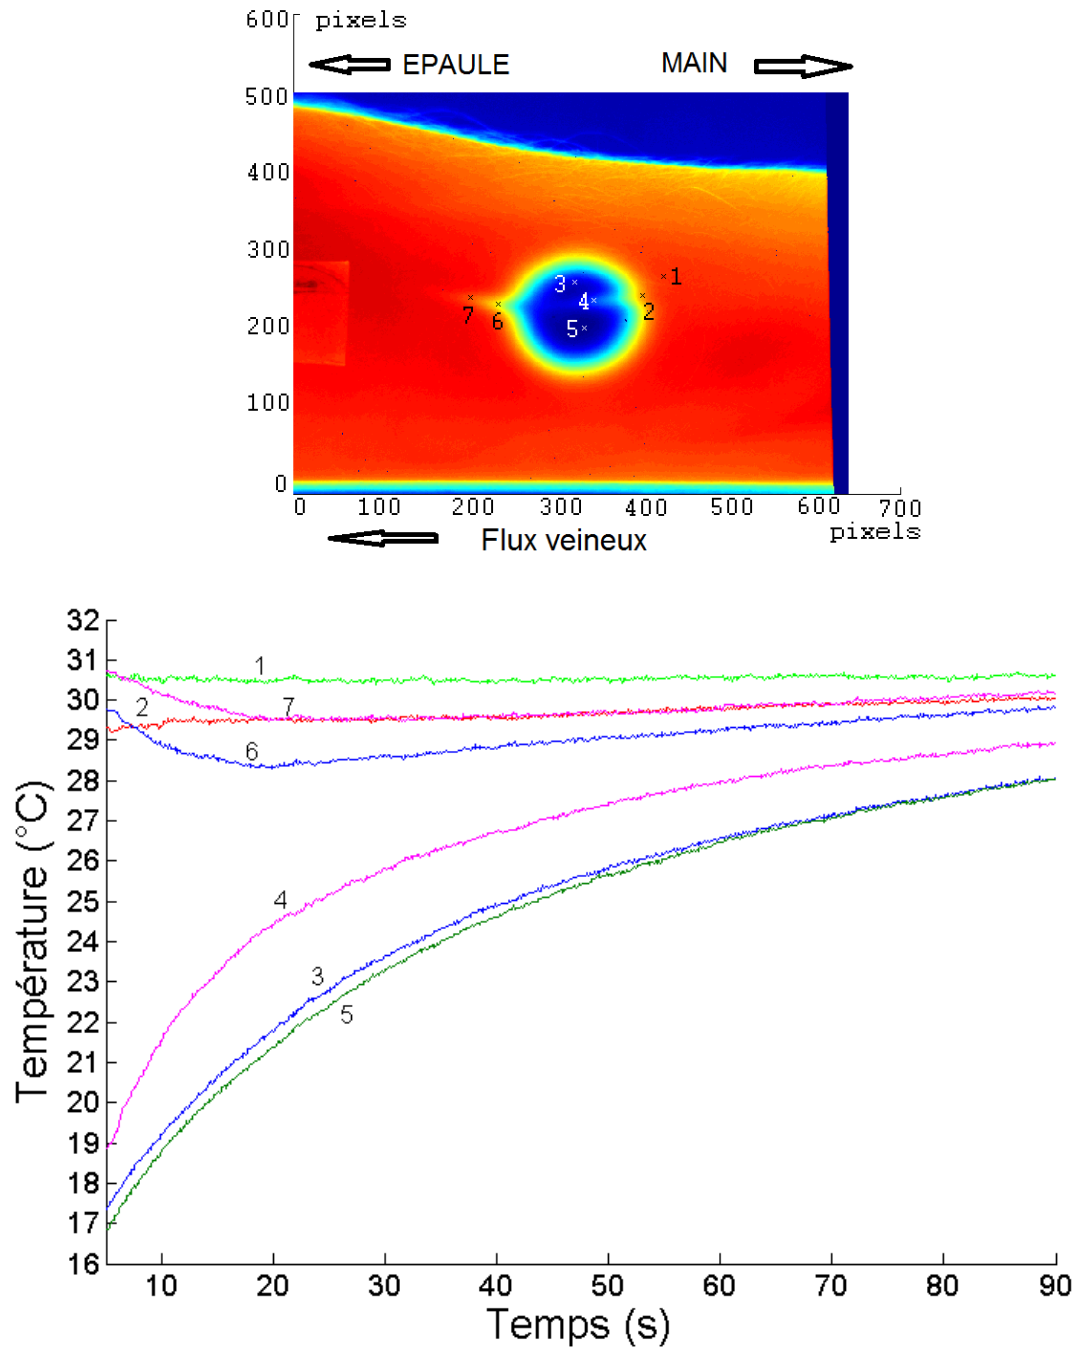 600 pixels
EPAULE MAIN
500
400
300
3 1
4 2
7 6
200 5
100
0
0 100 200 300 400 500 600 700
pixels
Flux veineux
32
31 1
30 2 7
29 6
28
27
26
25 4
24
23 3
22 5
21
20
19
18
17
16
10 20 30 40 50 60 70 80 90
Température (°C)
Temps (s)